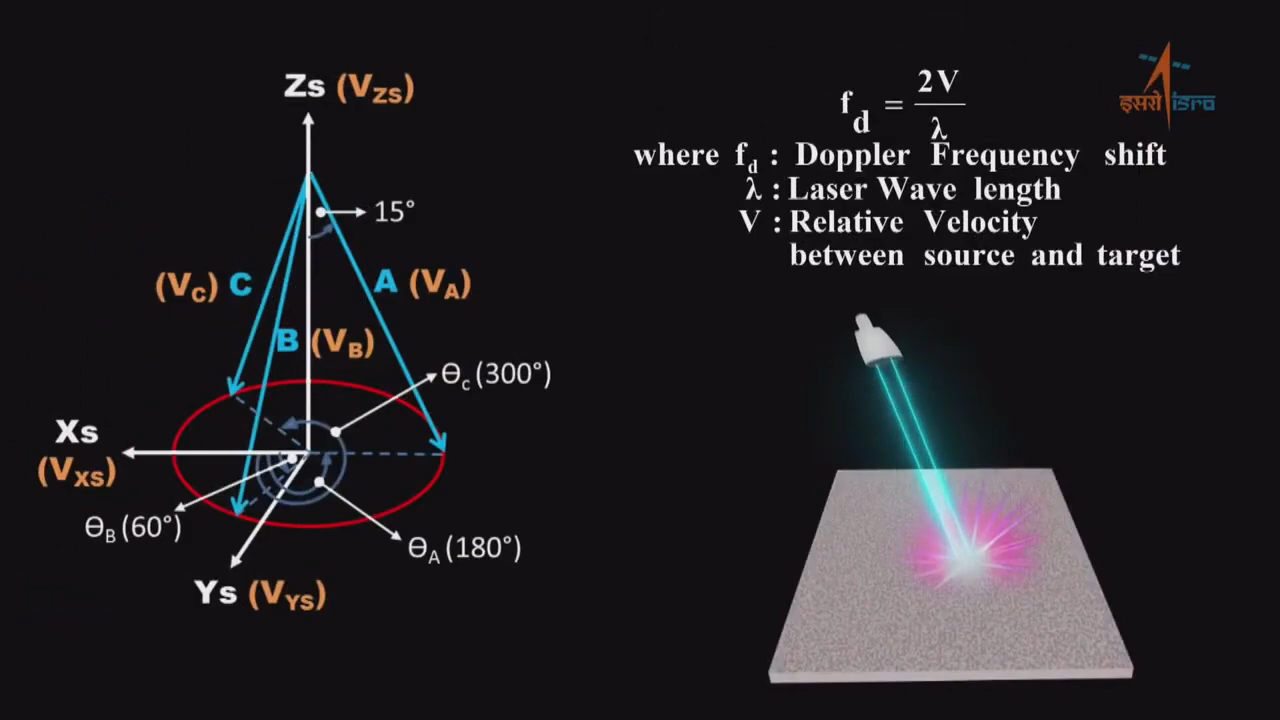 Zs (VZS)
15°
(VC) C
A (VA)
B (VB)
ϴc (300°)
Xs
(VXS)
ϴB (60°)
ϴA (180°)
Ys (VYS)
fd = 2V
λ
where fd : Doppler Frequency shift
λ : Laser Wave length
V : Relative Velocity
between source and target
इसरो isro